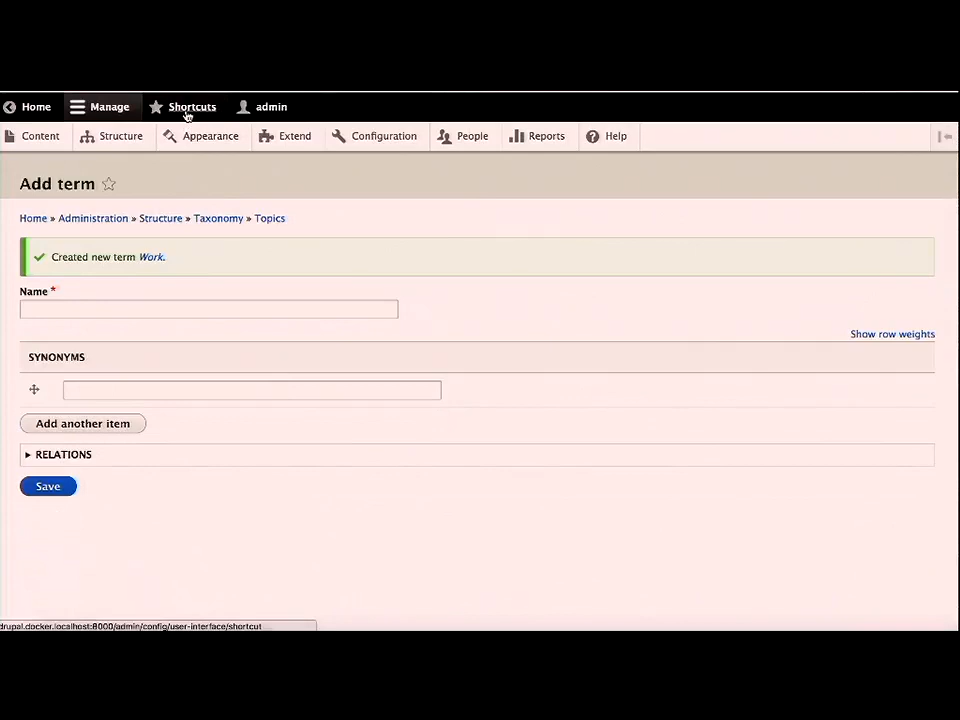 Home Manage Shortcuts admin
Content Structure Appearance Extend Configuration People Reports Help
Add term
Home » Administration » Structure » Taxonomy » Topics
Created new term Work.
Name *
Show row weights
SYNONYMS
Add another item
RELATIONS
Save
drupal.docker.localhost:8000/admin/config/user-interface/shortcut